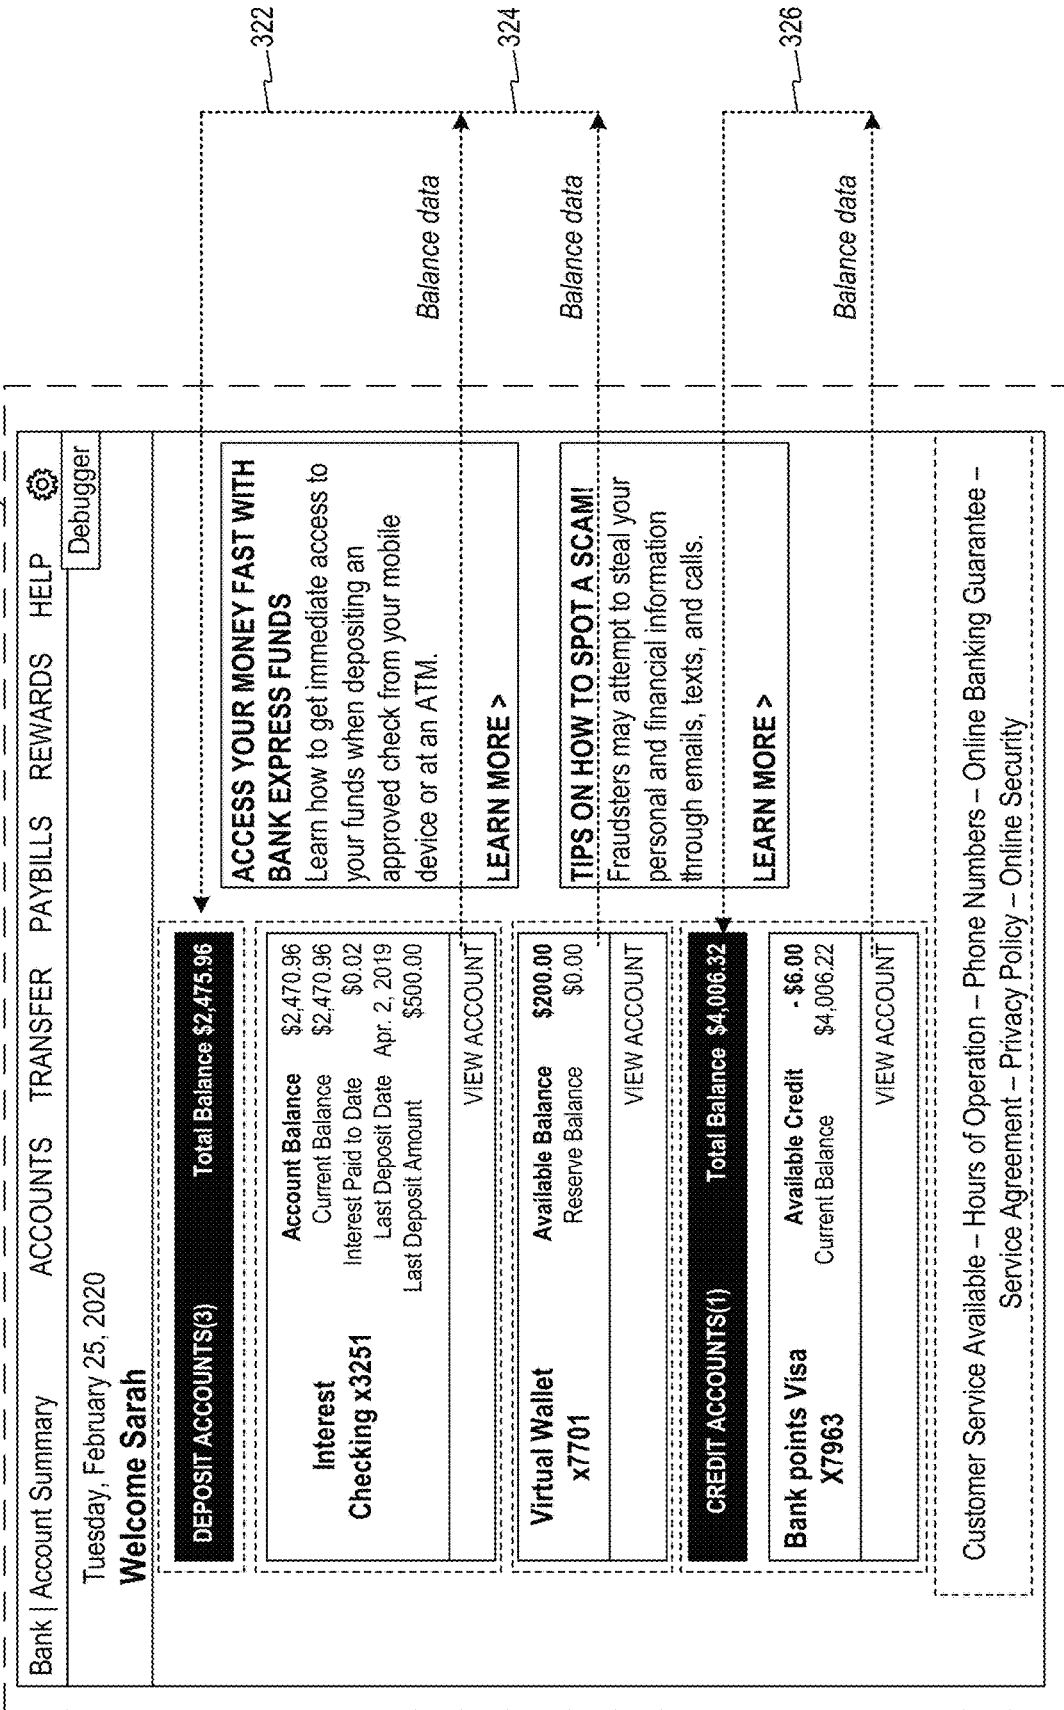 Bank | Account Summary ACCOUNTS TRANSFER PAYBILLS REWARDS HELP
Debugger
Tuesday, February 25, 2020
Welcome Sarah
DEPOSIT ACCOUNTS(3) Total Balance $2,475.96
Interest
Checking x3251
Account Balance $2,470.96
Current Balance $2,470.96
Interest Paid to Date $0.02
Last Deposit Date Apr. 2, 2019
Last Deposit Amount $500.00
VIEW ACCOUNT
Virtual Wallet
x7701
Available Balance $200.00
Reserve Balance $0.00
VIEW ACCOUNT
CREDIT ACCOUNTS(1) Total Balance $4,006.32
Bank points Visa
X7963
Available Credit - $6.00
Current Balance $4,006.22
VIEW ACCOUNT
ACCESS YOUR MONEY FAST WITH
BANK EXPRESS FUNDS
Learn how to get immediate access to
your funds when depositing an
approved check from your mobile
device or at an ATM.
LEARN MORE >
TIPS ON HOW TO SPOT A SCAM!
Fraudsters may attempt to steal your
personal and financial information
through emails, texts, and calls.
LEARN MORE >
Customer Service Available – Hours of Operation – Phone Numbers – Online Banking Guarantee –
Service Agreement – Privacy Policy – Online Security
Balance data
Balance data
Balance data
322
324
326